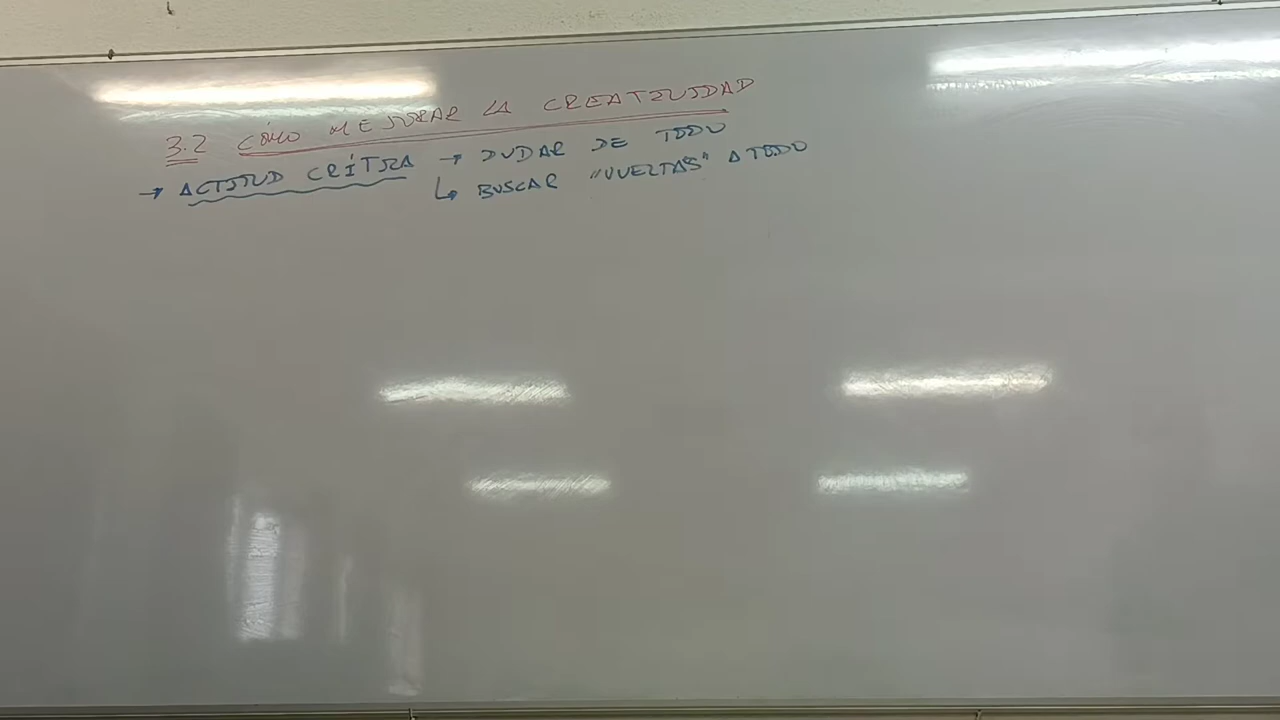 3.2 CÓMO MEJORAR LA CREATIVIDAD
→ ACTITUD CRÍTICA → DUDAR DE TODO
↳ BUSCAR "VUELTAS" A TODO